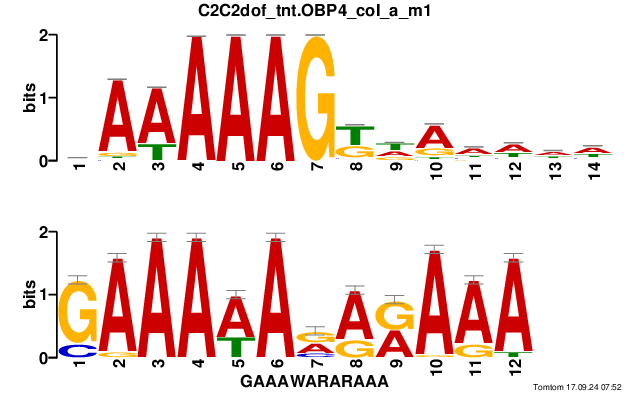 C2C2dof_tnt.OBP4_col_a_m1
2
bits
1
0
1 2 3 4 5 6 7 8 9 10 11 12 13 14
2
bits
1
0
1 2 3 4 5 6 7 8 9 10 11 12
GAAAWARARAAA
Tomtom 17.09.24 07:52